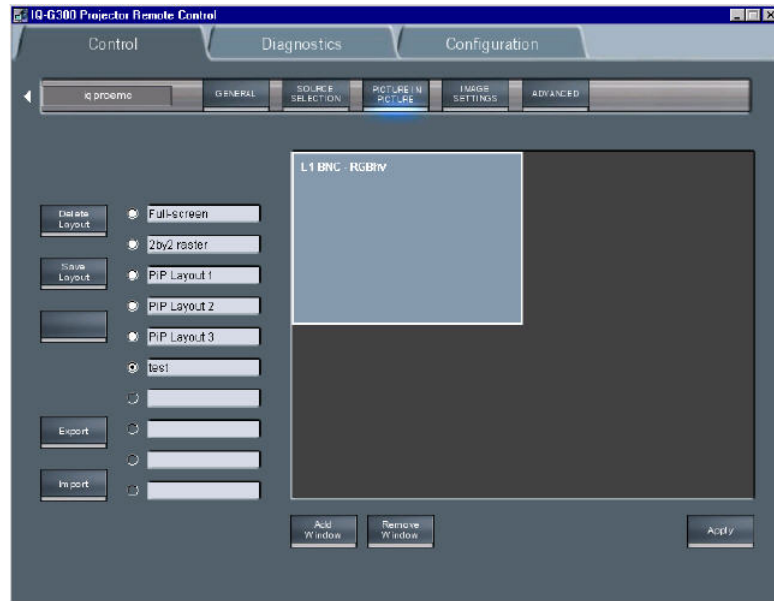 IQ-G300 Projector Remote Control
Control
Diagnostics
Configuration
iq proemo
GENERAL
SOURCE
SELECTION
PICTURE IN
PICTURE
IMAGE
SETTINGS
ADVANCED
L1 BNC - RGBhv
Delete
Layout
Full-screen
2by2 raster
Save
Layout
PiP Layout 1
PiP Layout 2
PiP Layout 3
test
Export
Import
Add
Window
Remove
Window
Apply